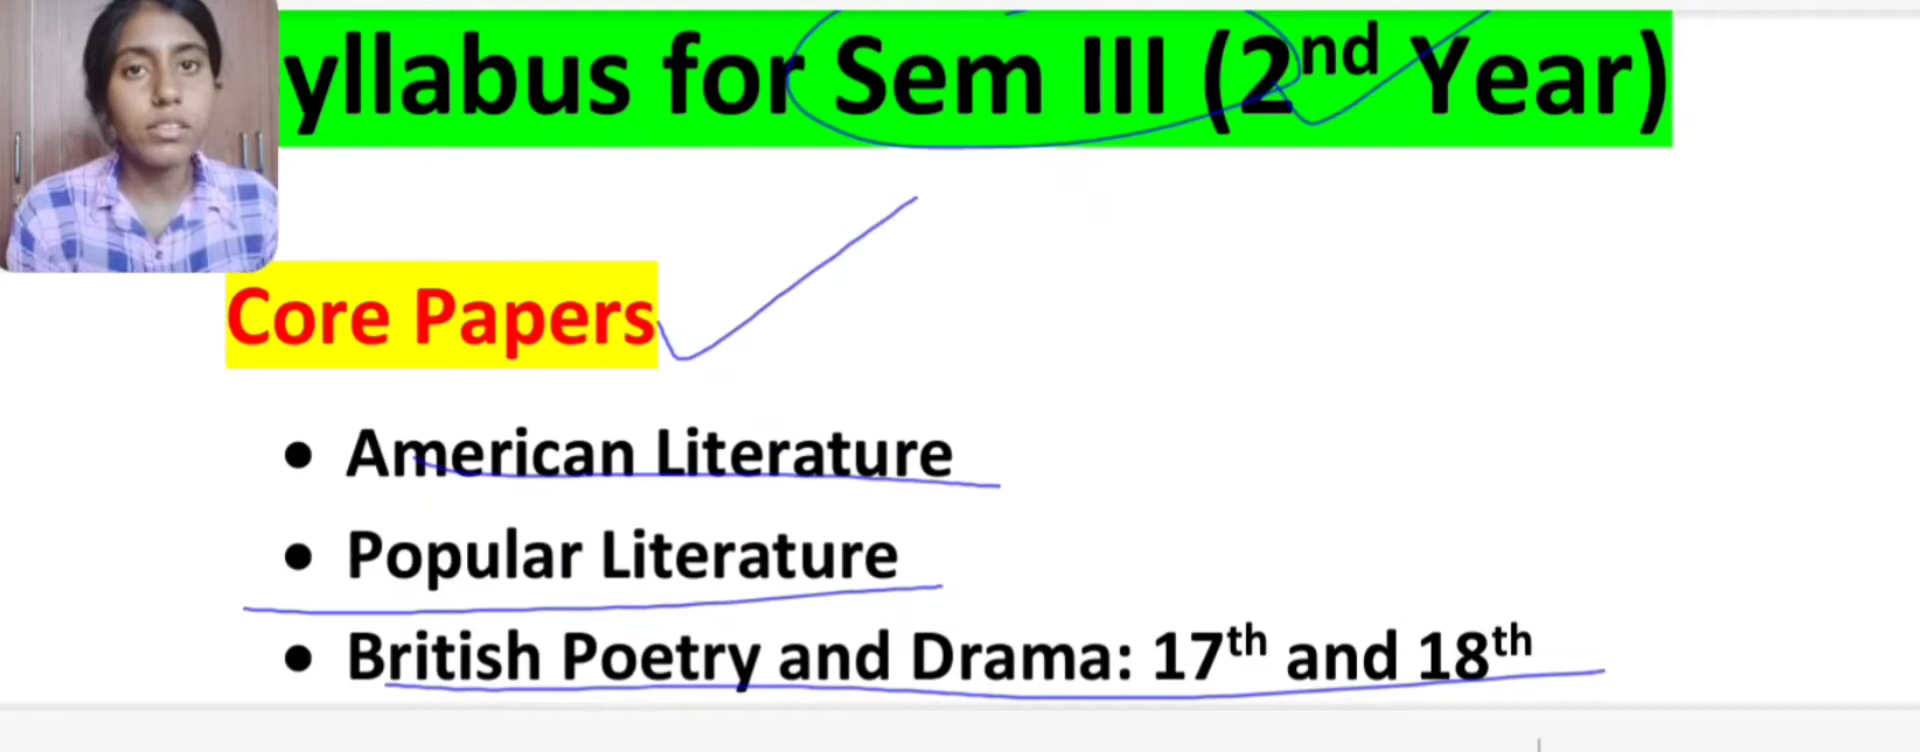 yllabus for Sem III (2nd Year)
Core Papers
• American Literature
• Popular Literature
• British Poetry and Drama: 17th and 18th